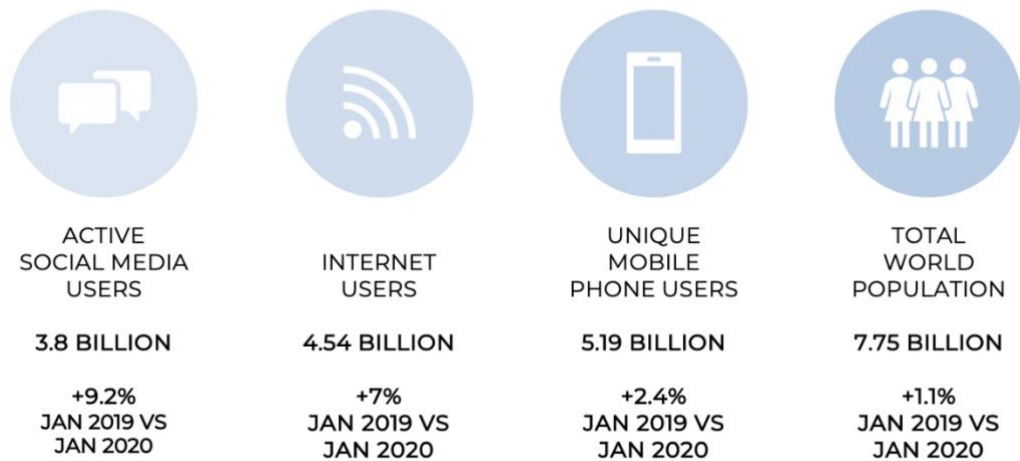 ACTIVE
SOCIAL MEDIA
USERS
3.8 BILLION
+9.2%
JAN 2019 VS
JAN 2020
INTERNET
USERS
4.54 BILLION
+7%
JAN 2019 VS
JAN 2020
UNIQUE
MOBILE
PHONE USERS
5.19 BILLION
+2.4%
JAN 2019 VS
JAN 2020
TOTAL
WORLD
POPULATION
7.75 BILLION
+1.1%
JAN 2019 VS
JAN 2020